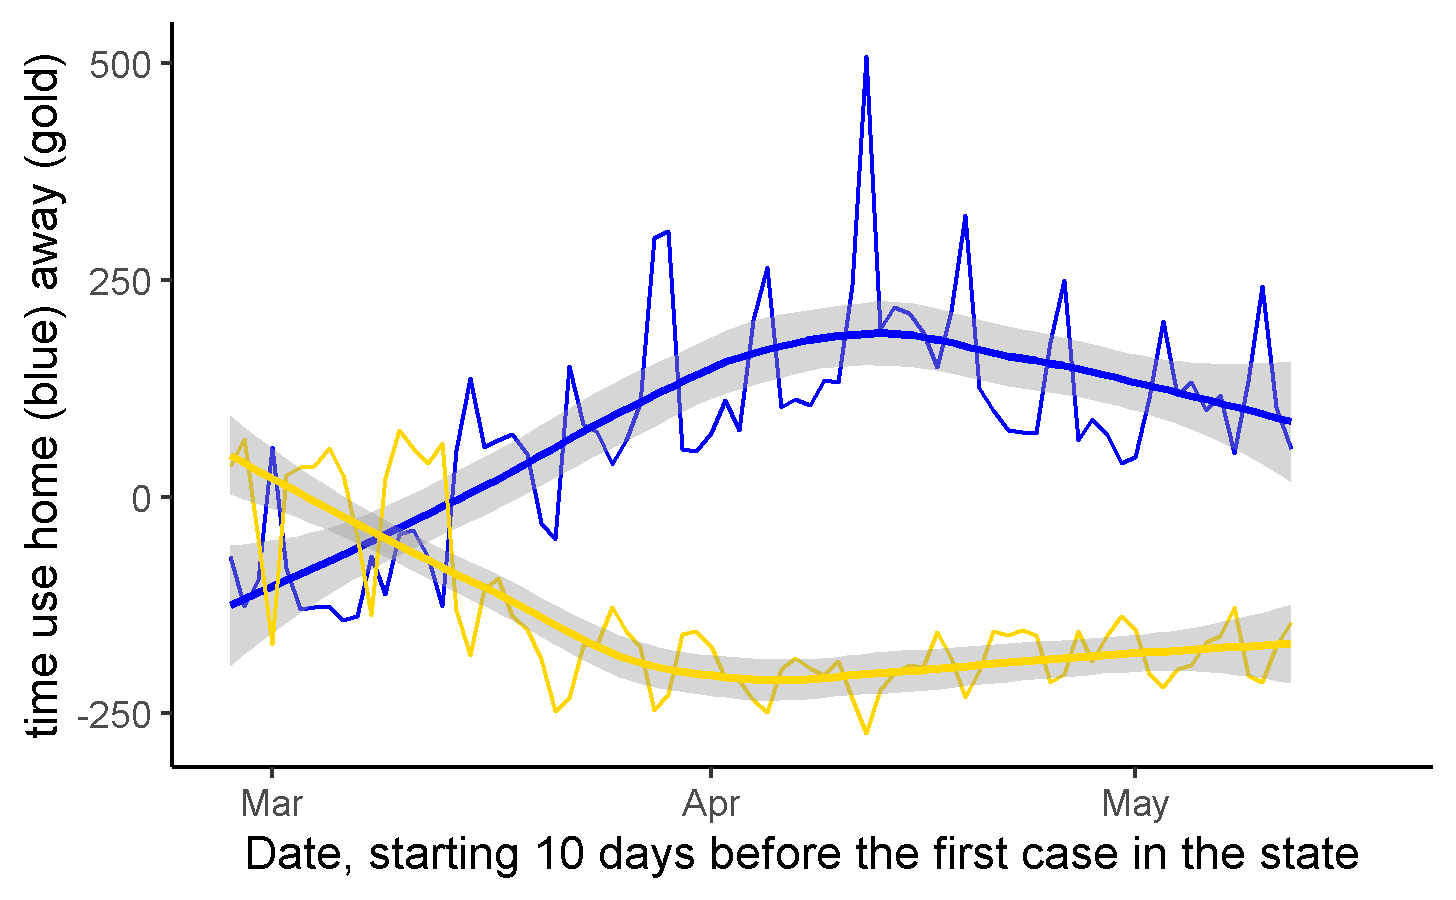 time use home (blue) away (gold)
500
250
0
-250
Mar
Apr
May
Date, starting 10 days before the first case in the state